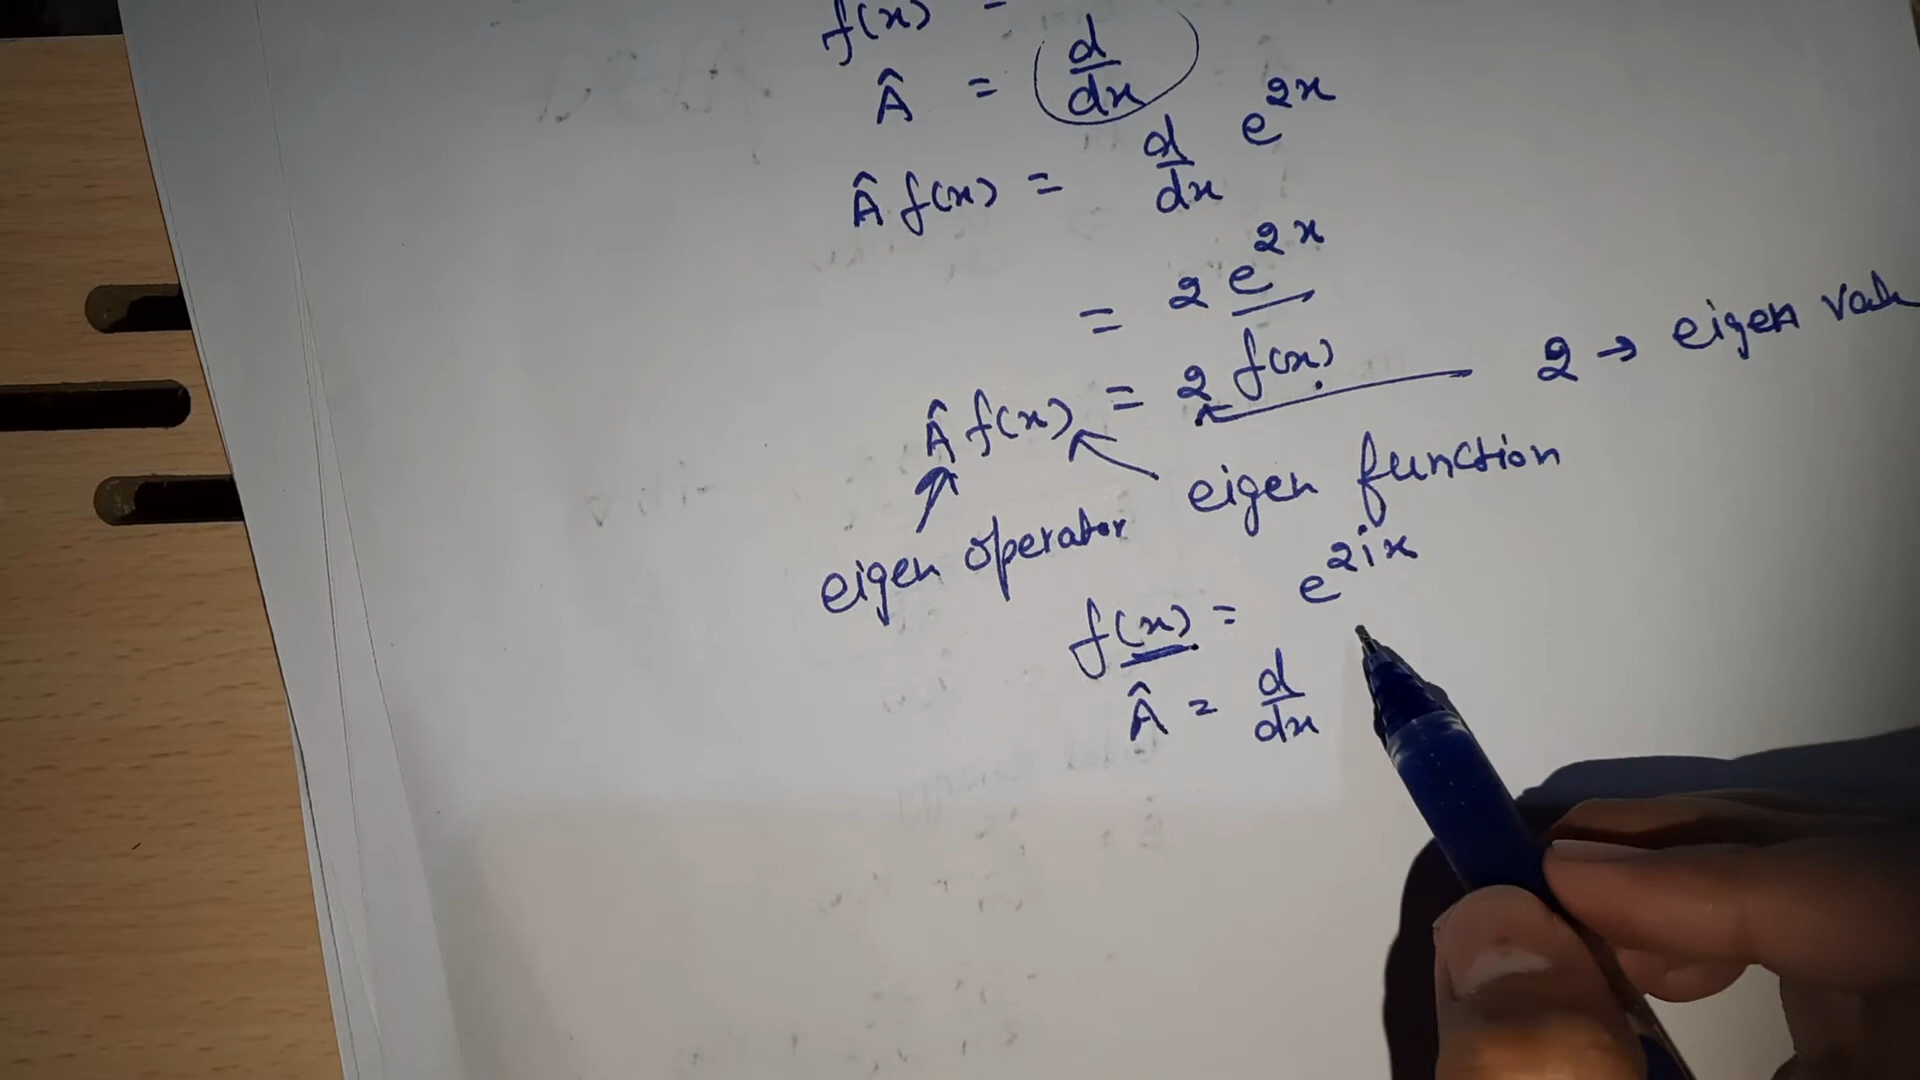 f(x) =
Â = d/dx
Â f(x) = d/dx e^2x
= 2 e^2x
Â f(x) = 2 f(x) 2 → eigen valu
eigen operator eigen function
f(x) = e^2ix
Â = d/dx